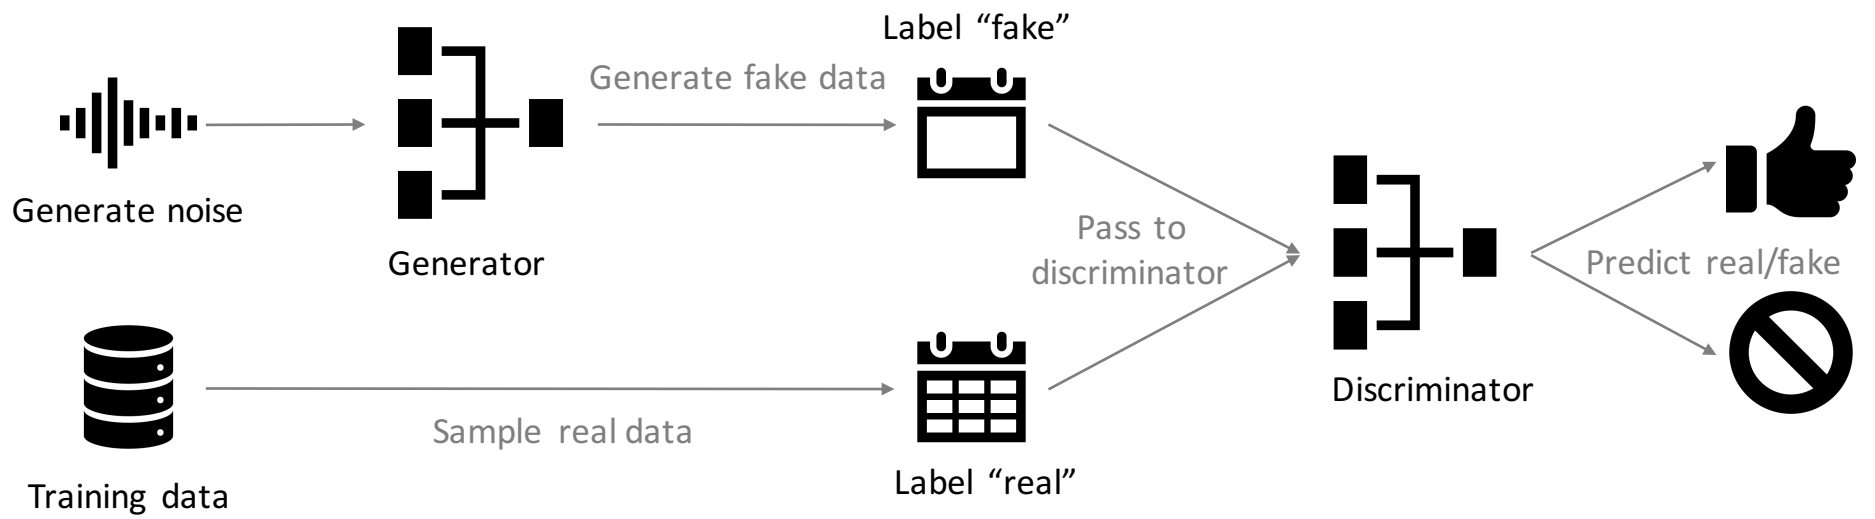 Label “fake”
Generate fake data
Generate noise
Generator
Pass to
discriminator
Predict real/fake
Discriminator
Sample real data
Label “real”
Training data